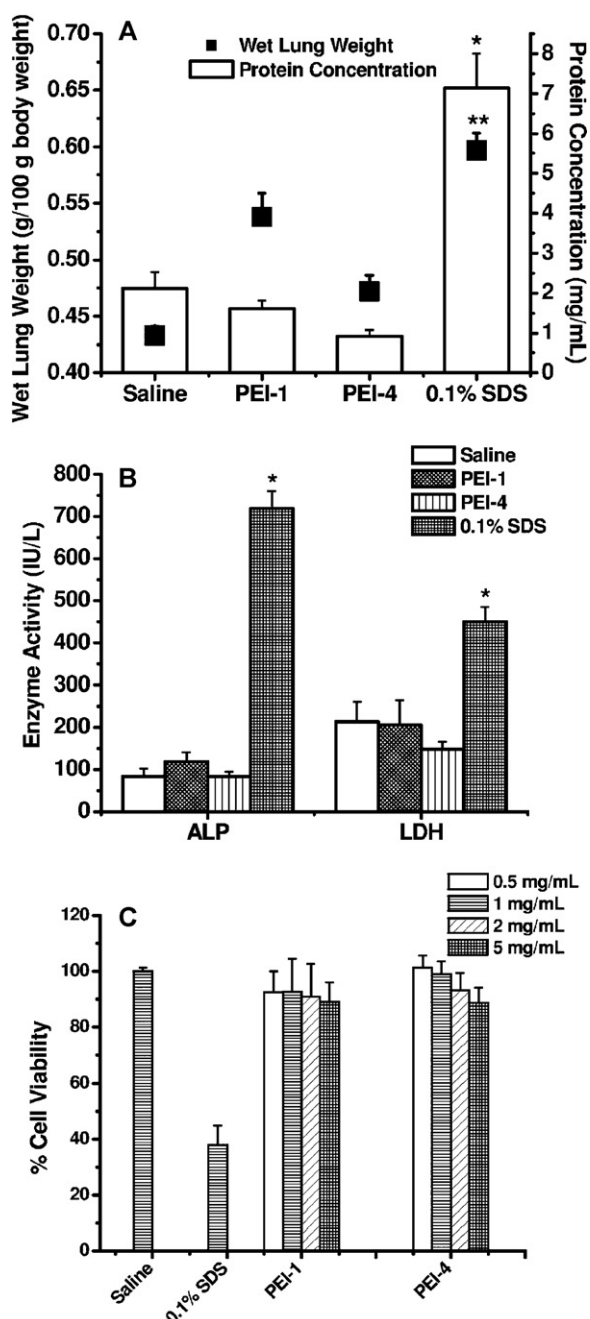 A
Wet Lung Weight
Protein Concentration
*
**
0.70
0.65
0.60
0.55
0.50
0.45
0.40
Wet Lung Weight (g/100 g body weight)
8
7
6
5
4
3
2
1
0
Protein Concentration (mg/mL)
Saline PEI-1 PEI-4 0.1% SDS
B
Saline
PEI-1
PEI-4
0.1% SDS
*
*
800
700
600
500
400
300
200
100
0
Enzyme Activity (IU/L)
ALP LDH
C
0.5 mg/mL
1 mg/mL
2 mg/mL
5 mg/mL
120
100
80
60
40
20
0
% Cell Viability
Saline 0.1% SDS PEI-1 PEI-4